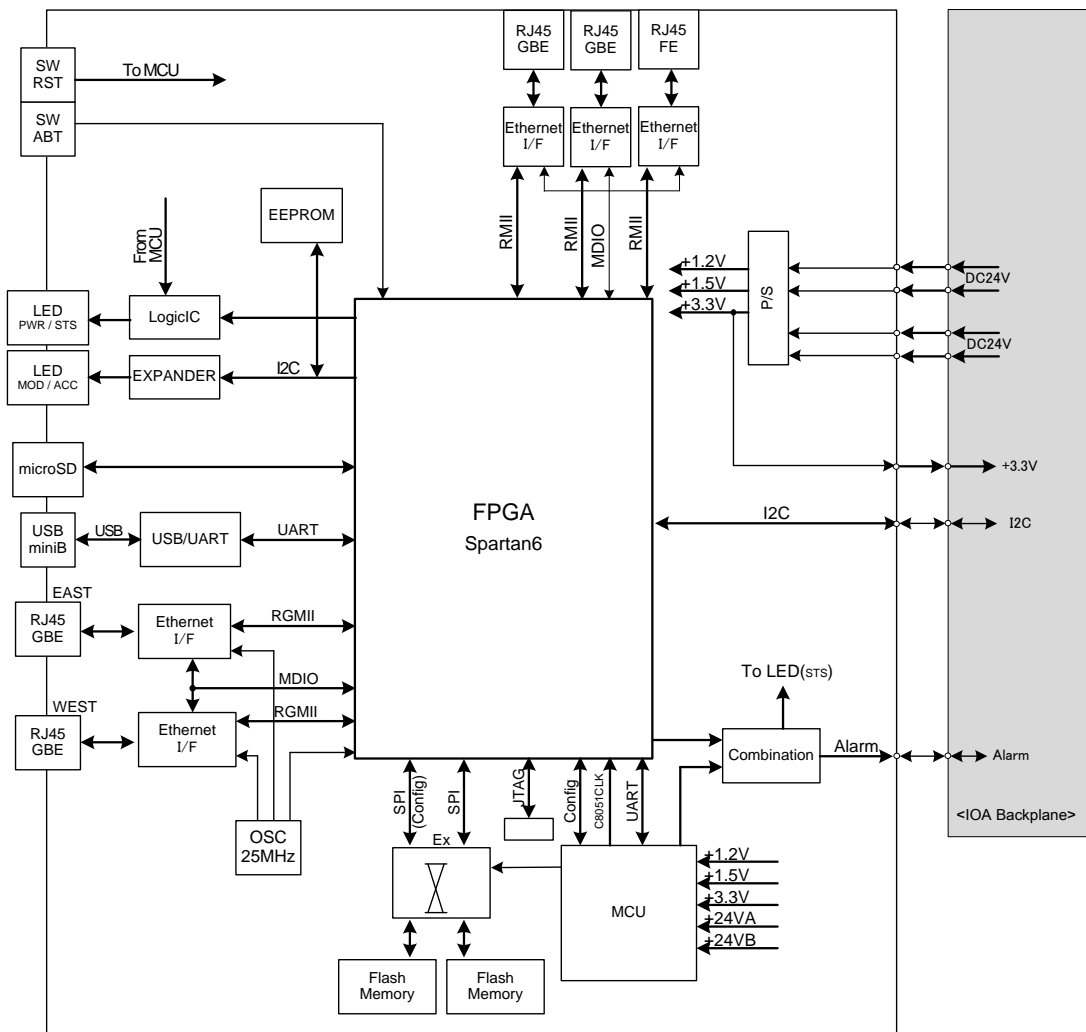 SW
RST
To MCU
SW
ABT
RJ45
GBE
RJ45
GBE
RJ45
FE
Ethernet
I/F
Ethernet
I/F
Ethernet
I/F
RMII
RMII
MDIO
RMII
EEPROM
From
MCU
LED
PWR / STS
LogicIC
LED
MOD / ACC
EXPANDER
I2C
+1.2V
+1.5V
+3.3V
P/S
DC24V
DC24V
microSD
+3.3V
FPGA
Spartan6
I2C
I2C
USB
miniB
USB
USB/UART
UART
EAST
RJ45
GBE
Ethernet
I/F
RGMII
MDIO
WEST
RJ45
GBE
Ethernet
I/F
RGMII
To LED(STS)
Combination
Alarm
Alarm
<IOA Backplane>
OSC
25MHz
SPI
(Config)
SPI
JTAG
Config
C8051CLK
UART
Ex
MCU
+1.2V
+1.5V
+3.3V
+24VA
+24VB
Flash
Memory
Flash
Memory